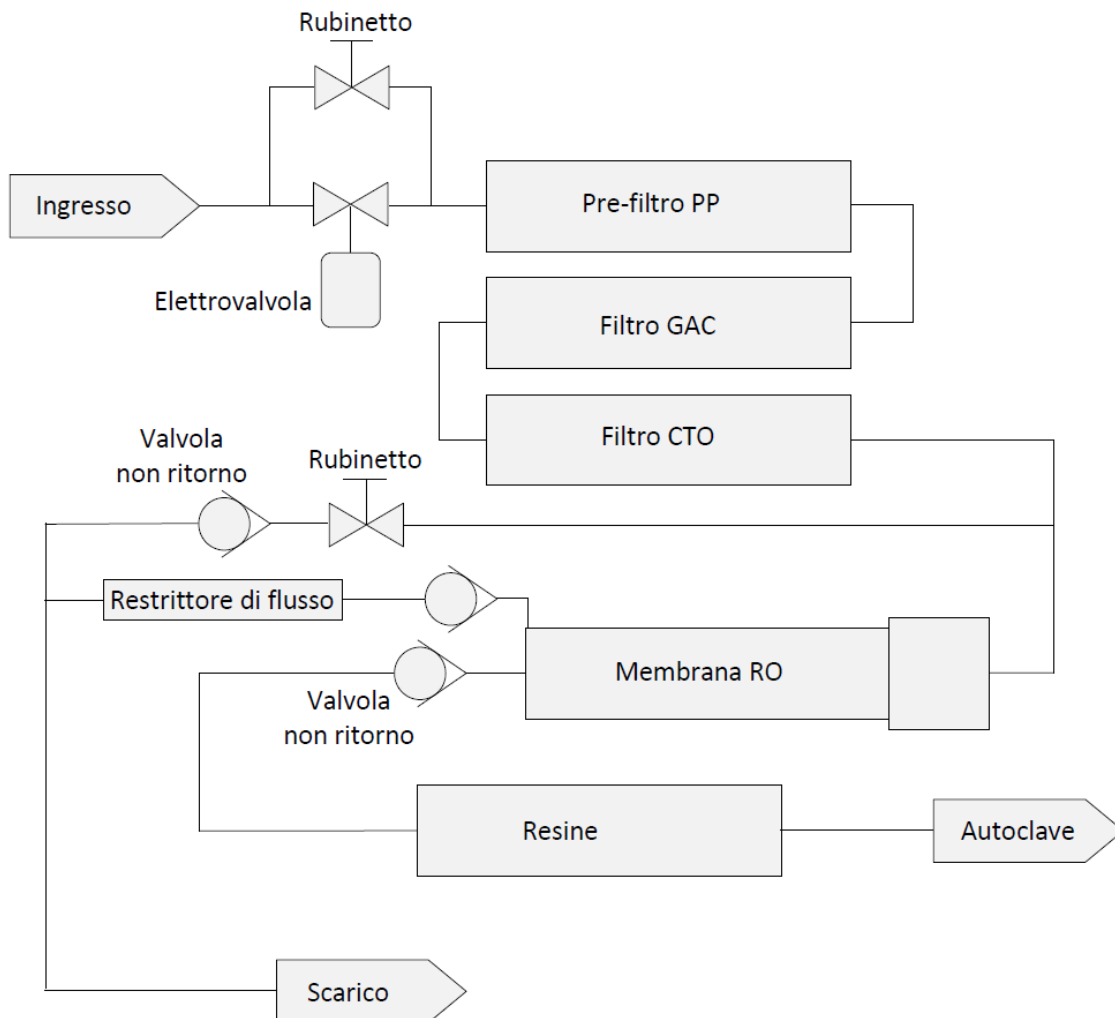 Rubinetto
Ingresso
Pre-filtro PP
Elettrovalvola
Filtro GAC
Filtro CTO
Valvola
non ritorno
Rubinetto
Restrittore di flusso
Membrana RO
Valvola
non ritorno
Resine
Autoclave
Scarico